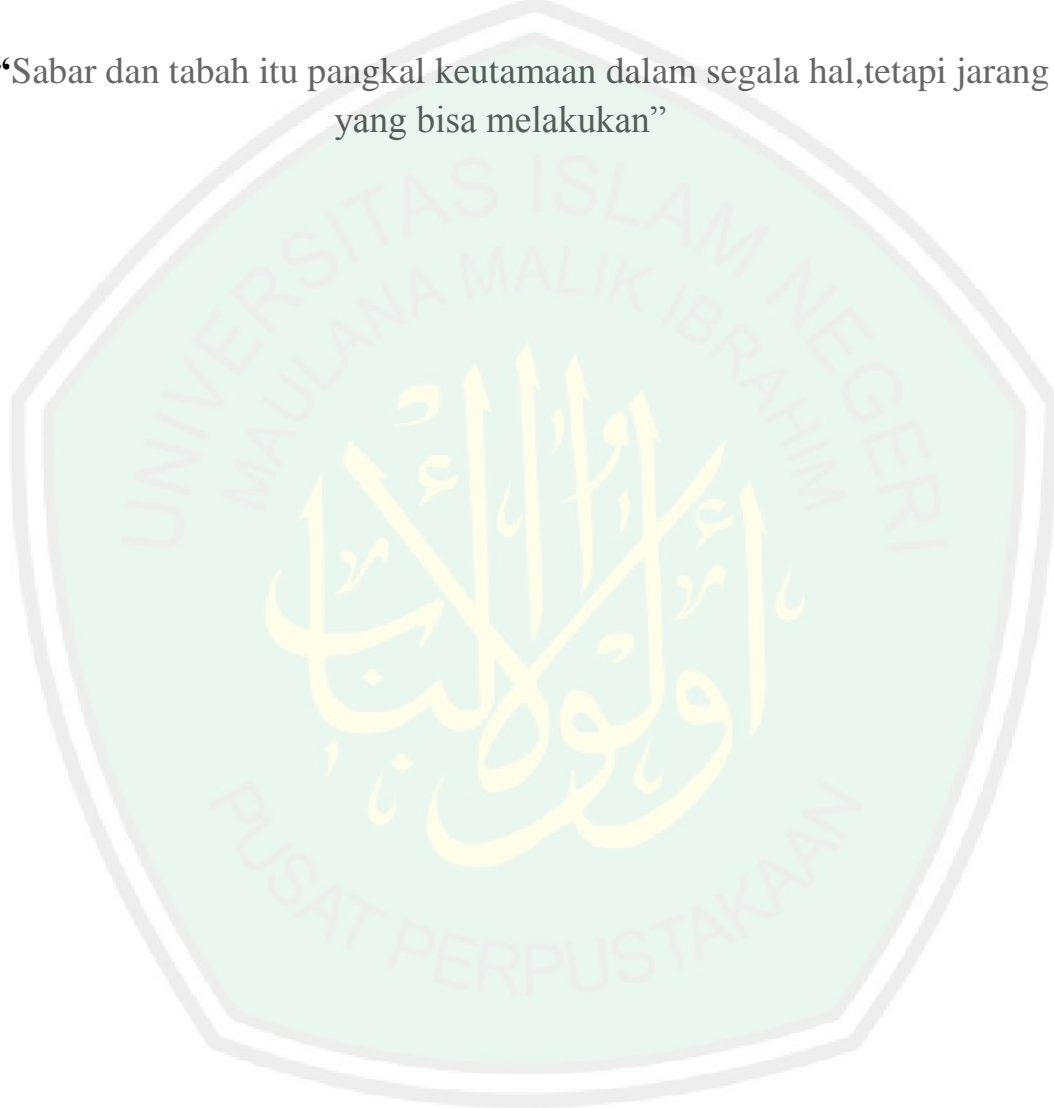 “Sabar dan tabah itu pangkal keutamaan dalam segala hal,tetapi jarang
yang bisa melakukan”
UNIVERSITAS ISLAM NEGERI
MAULANA MALIK IBRAHIM
أولوا الألباب
PUSAT PERPUSTAKAAN